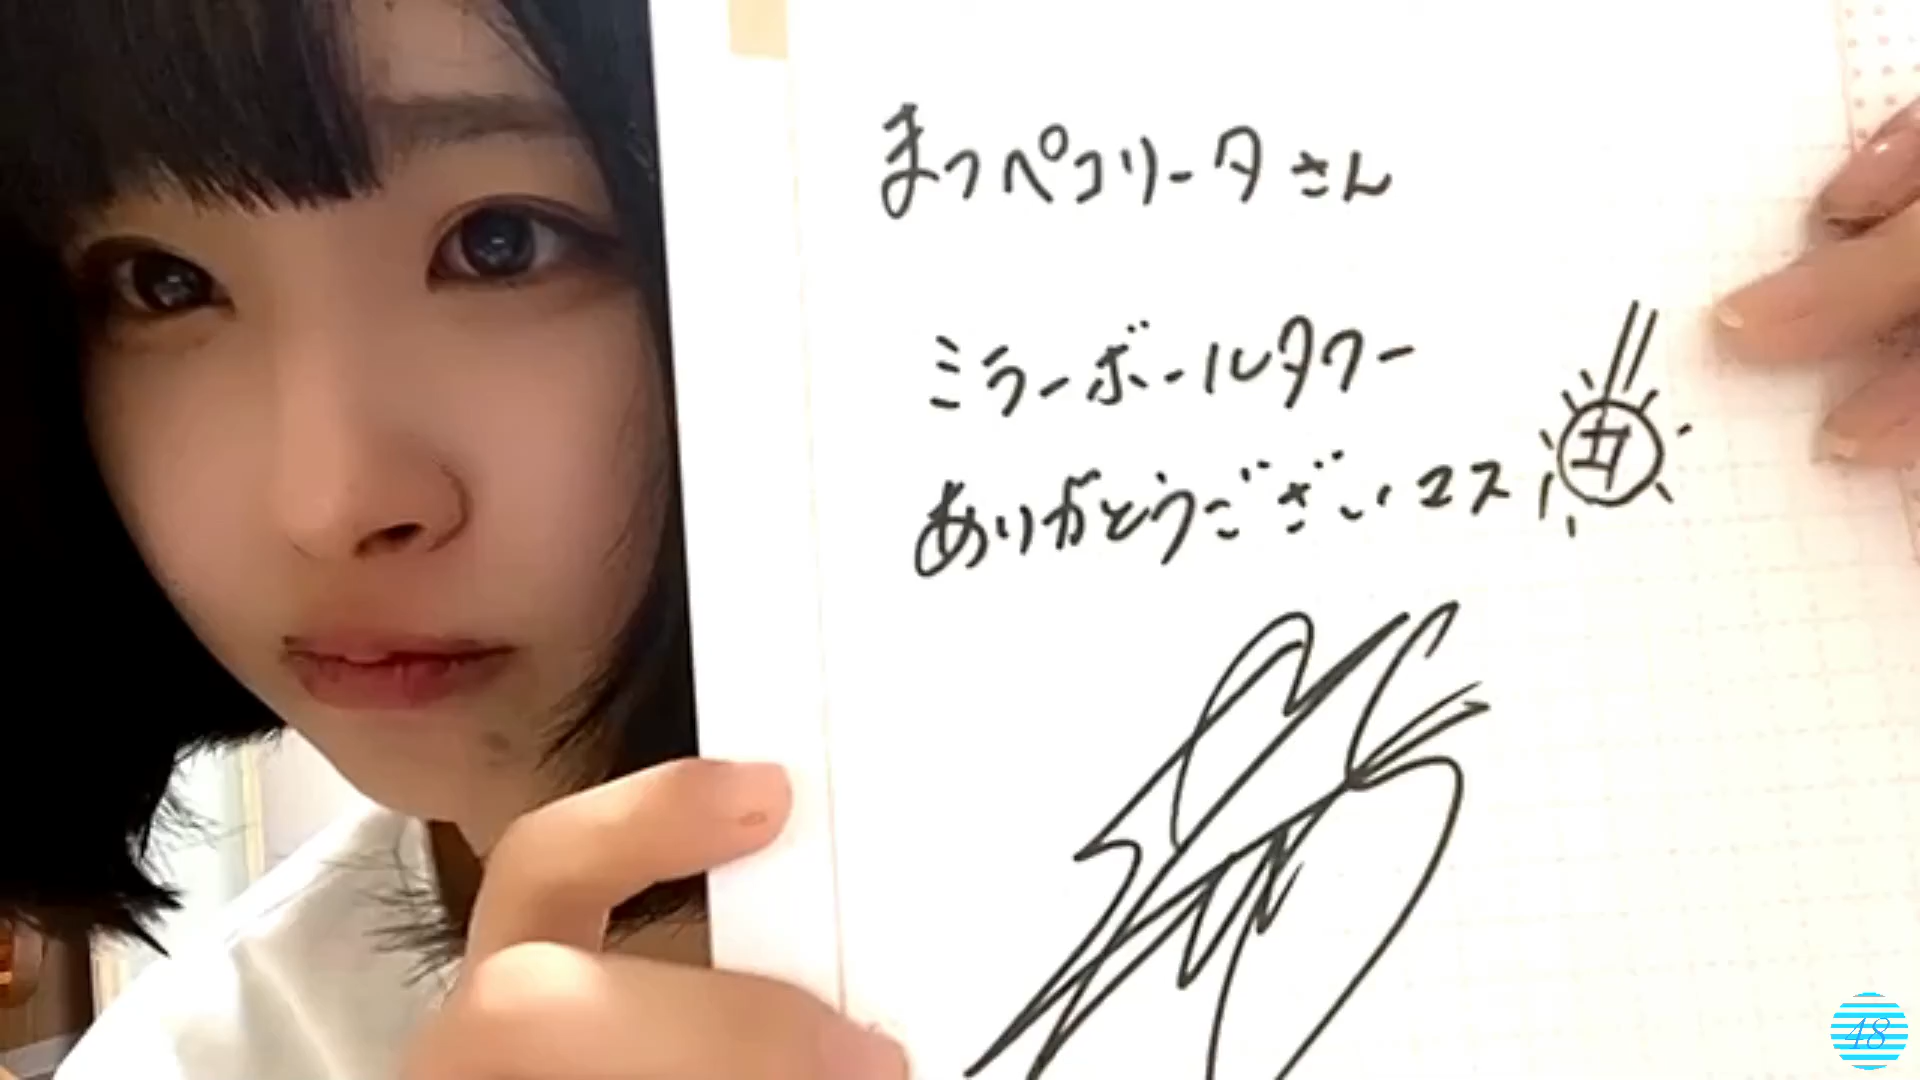 まつペコリータさん
ミラーボールタワー
ありがとうございマス
48